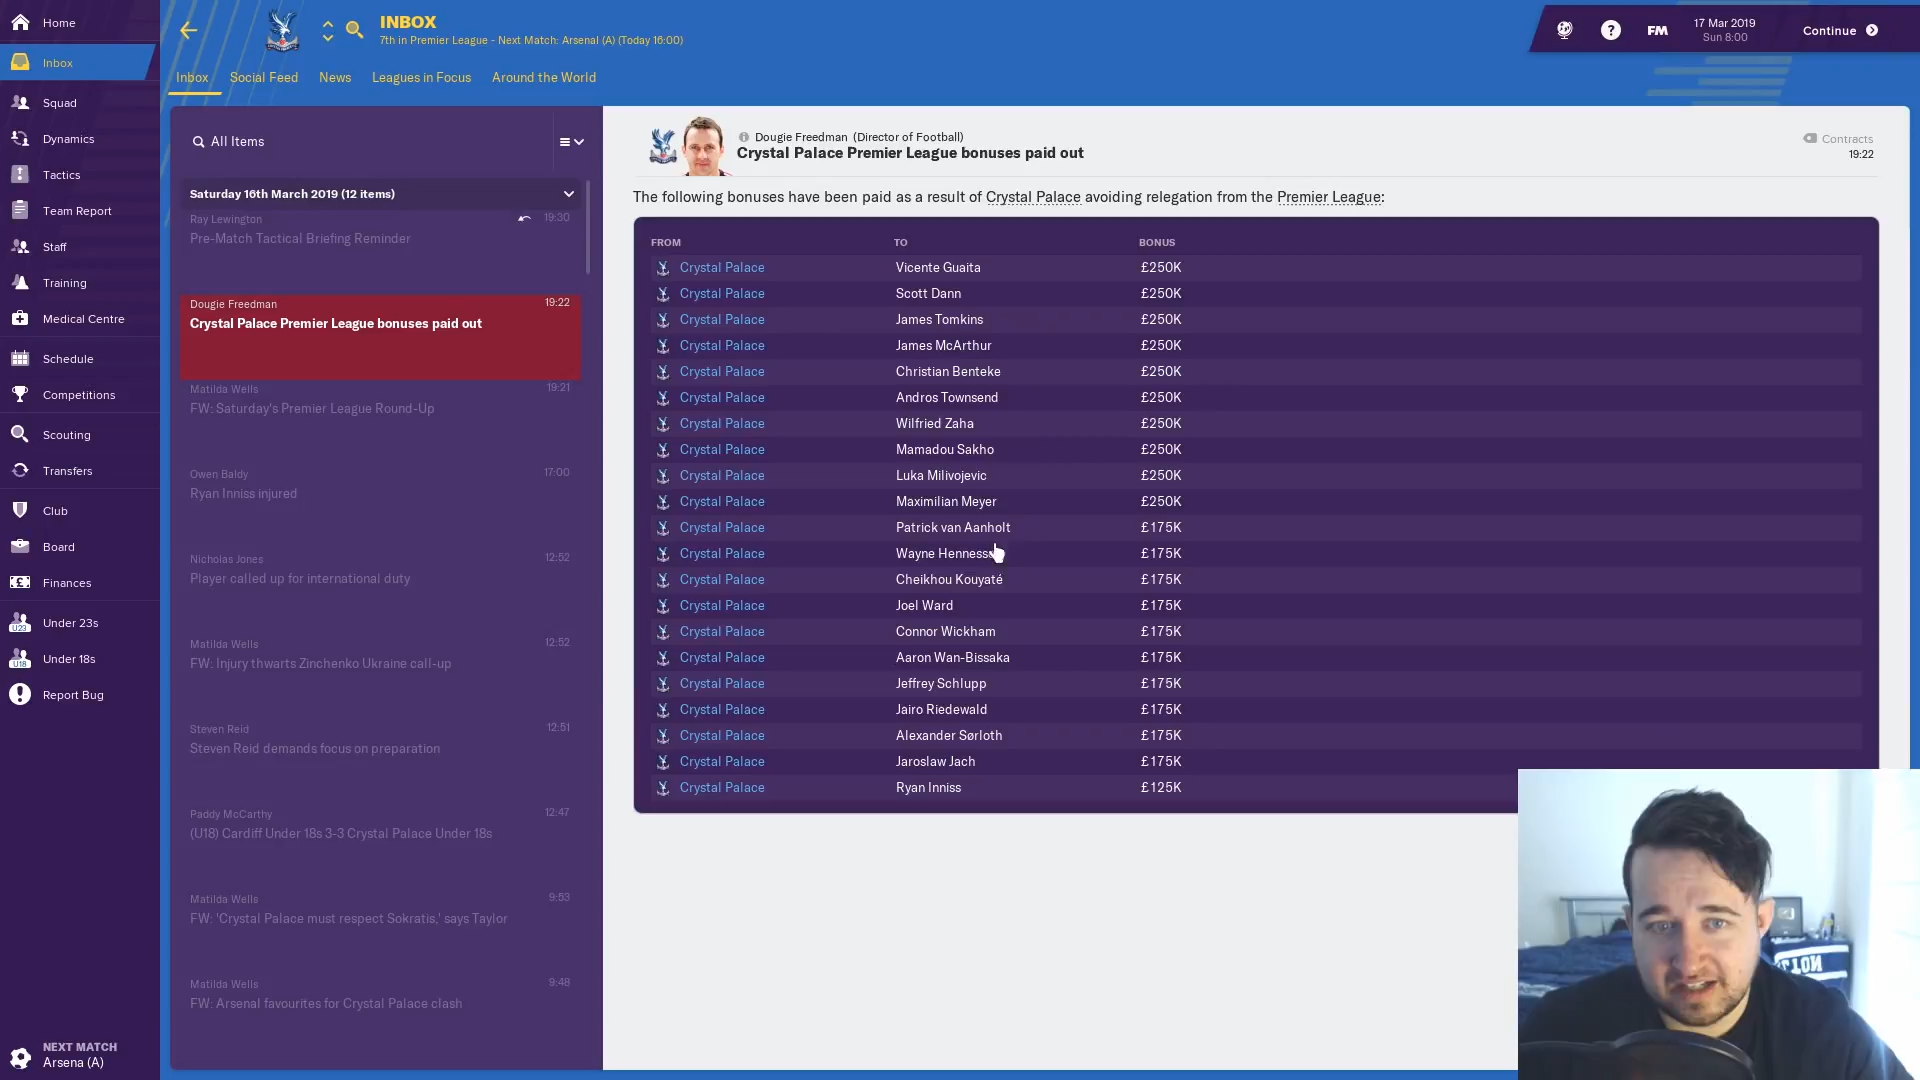 Home
Inbox
Squad
Dynamics
Tactics
Team Report
Staff
Training
Medical Centre
Schedule
Competitions
Scouting
Transfers
Club
Board
Finances
U23
Under 23s
U18
Under 18s
Report Bug
NEXT MATCH
Arsena (A)
INBOX
7th in Premier League - Next Match: Arsenal (A) (Today 16:00)
Inbox Social Feed News Leagues in Focus Around the World
FM
17 Mar 2019
Sun 8:00
Continue
All Items
Saturday 16th March 2019 (12 items)
Ray Lewington 19:30
Pre-Match Tactical Briefing Reminder
Dougie Freedman 19:22
Crystal Palace Premier League bonuses paid out
Matilda Wells 19:21
FW: Saturday's Premier League Round-Up
Owen Baldy 17:00
Ryan Inniss injured
Nicholas Jones 12:52
Player called up for international duty
Matilda Wells 12:52
FW: Injury thwarts Zinchenko Ukraine call-up
Steven Reid 12:51
Steven Reid demands focus on preparation
Paddy McCarthy 12:47
(U18) Cardiff Under 18s 3-3 Crystal Palace Under 18s
Matilda Wells 9:53
FW: 'Crystal Palace must respect Sokratis,' says Taylor
Matilda Wells 9:48
FW: Arsenal favourites for Crystal Palace clash
Dougie Freedman (Director of Football)
Crystal Palace Premier League bonuses paid out
Contracts
19:22
The following bonuses have been paid as a result of Crystal Palace avoiding relegation from the Premier League:
FROM TO BONUS
Crystal Palace Vicente Guaita £250K
Crystal Palace Scott Dann £250K
Crystal Palace James Tomkins £250K
Crystal Palace James McArthur £250K
Crystal Palace Christian Benteke £250K
Crystal Palace Andros Townsend £250K
Crystal Palace Wilfried Zaha £250K
Crystal Palace Mamadou Sakho £250K
Crystal Palace Luka Milivojevic £250K
Crystal Palace Maximilian Meyer £250K
Crystal Palace Patrick van Aanholt £175K
Crystal Palace Wayne £175K
Crystal Palace Cheikhou Kouyaté £175K
Crystal Palace Joel Ward £175K
Crystal Palace Connor Wickham £175K
Crystal Palace Aaron Wan-Bissaka £175K
Crystal Palace Jeffrey Schlupp £175K
Crystal Palace Jairo Riedewald £175K
Crystal Palace Alexander Sørloth £175K
Crystal Palace Jaroslaw Jach £175K
Crystal Palace Ryan Inniss £125K